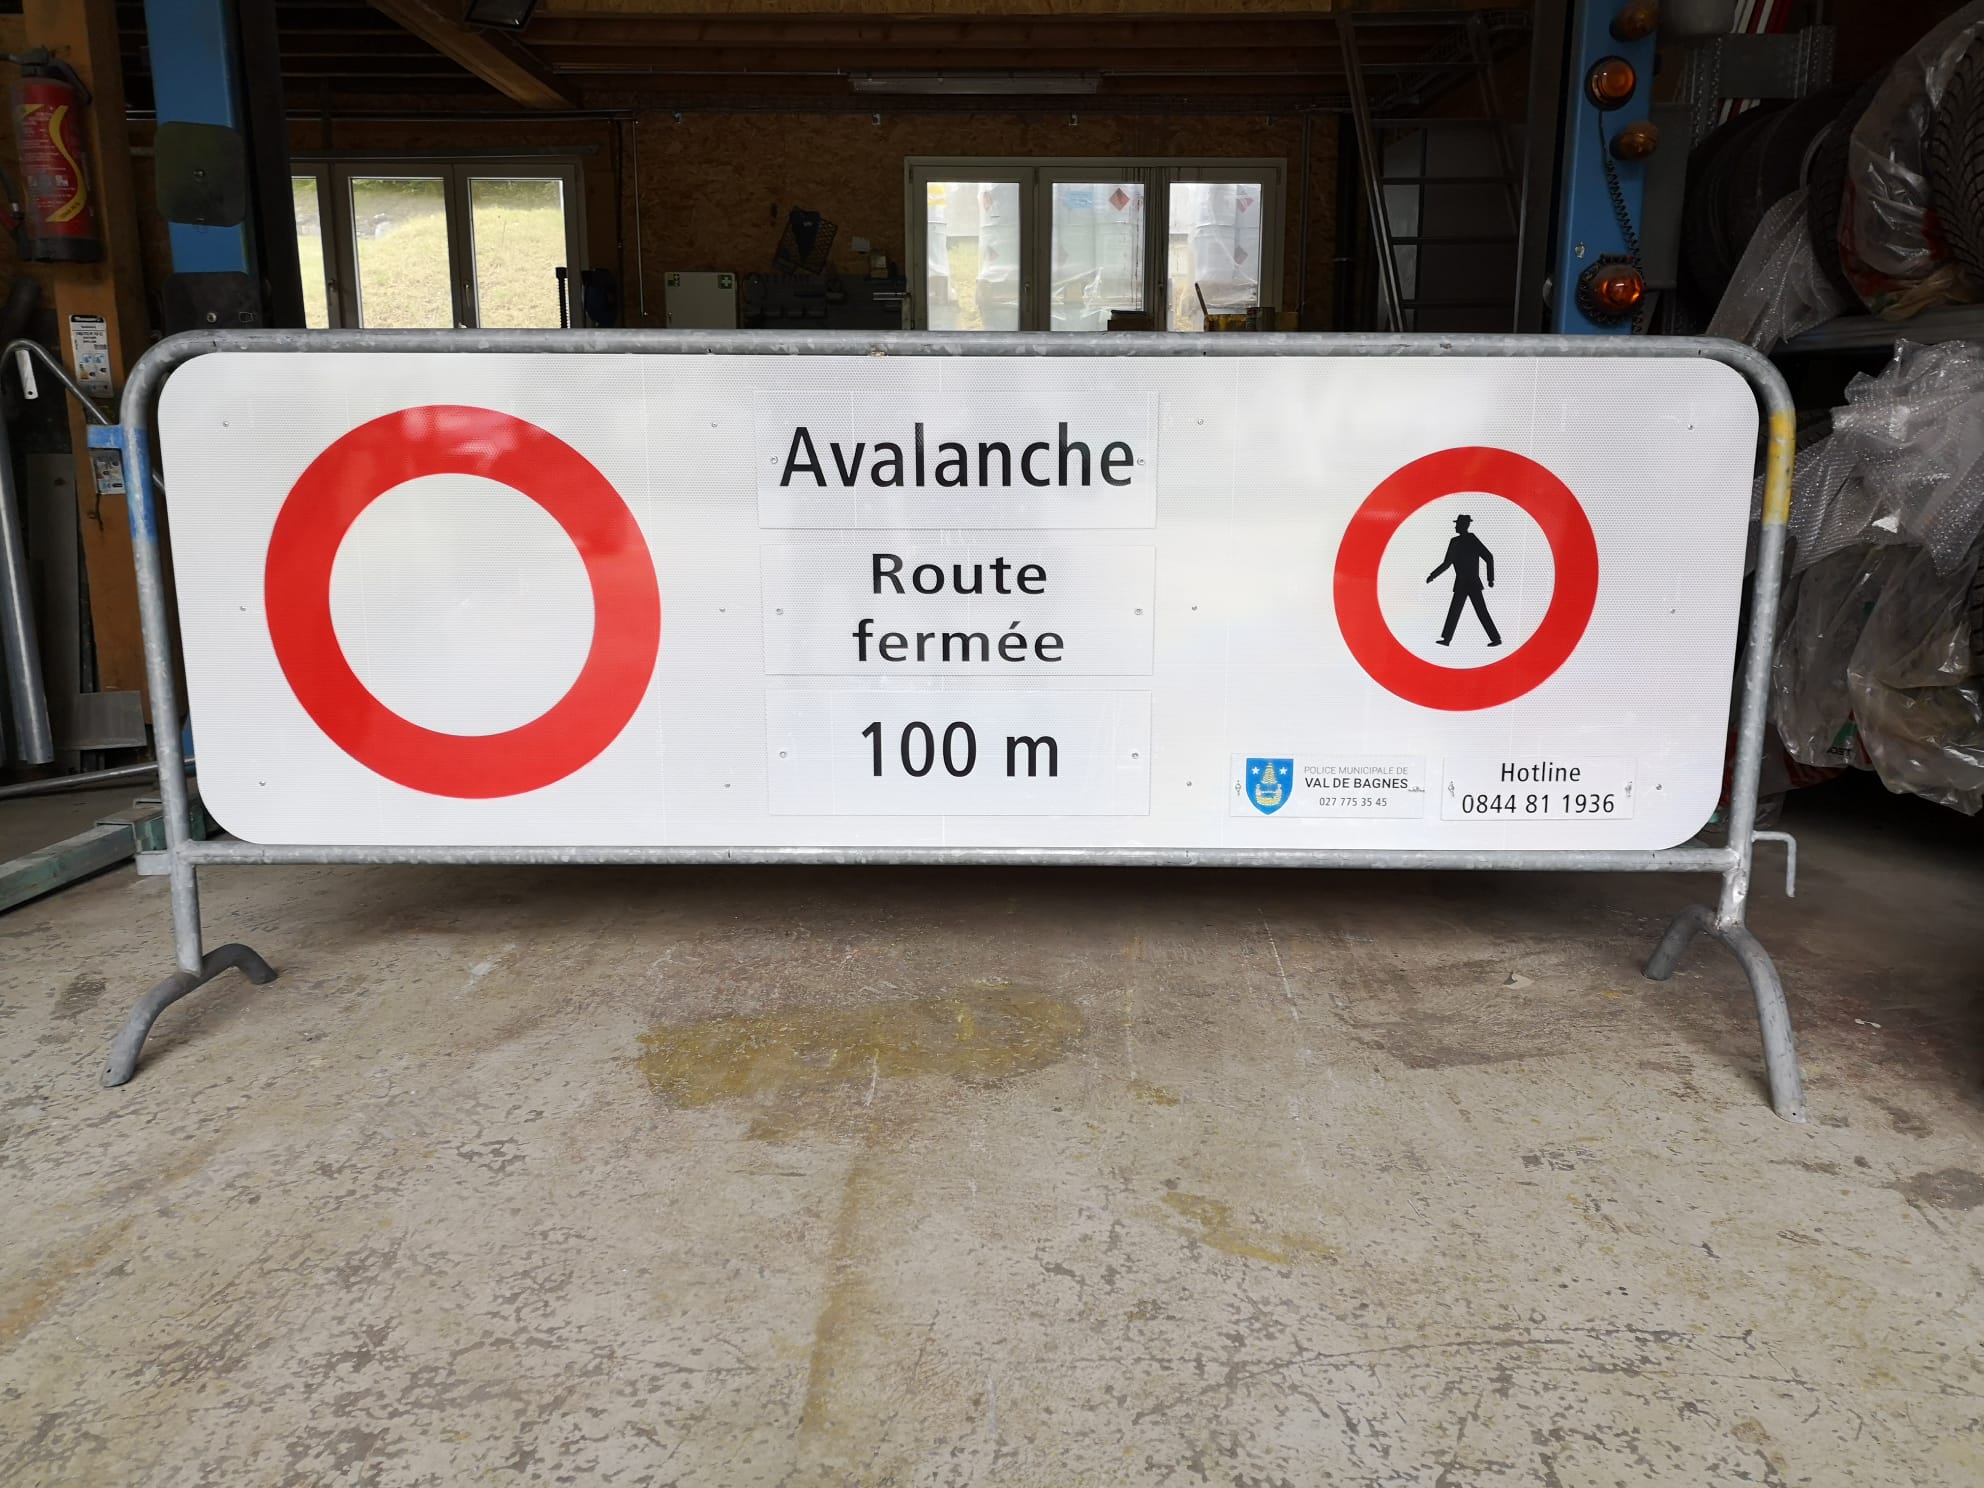 Avalanche
Route
fermée
100 m
POLICE MUNICIPALE DE
VAL DE BAGNES
027 775 35 45
Hotline
0844 81 1936